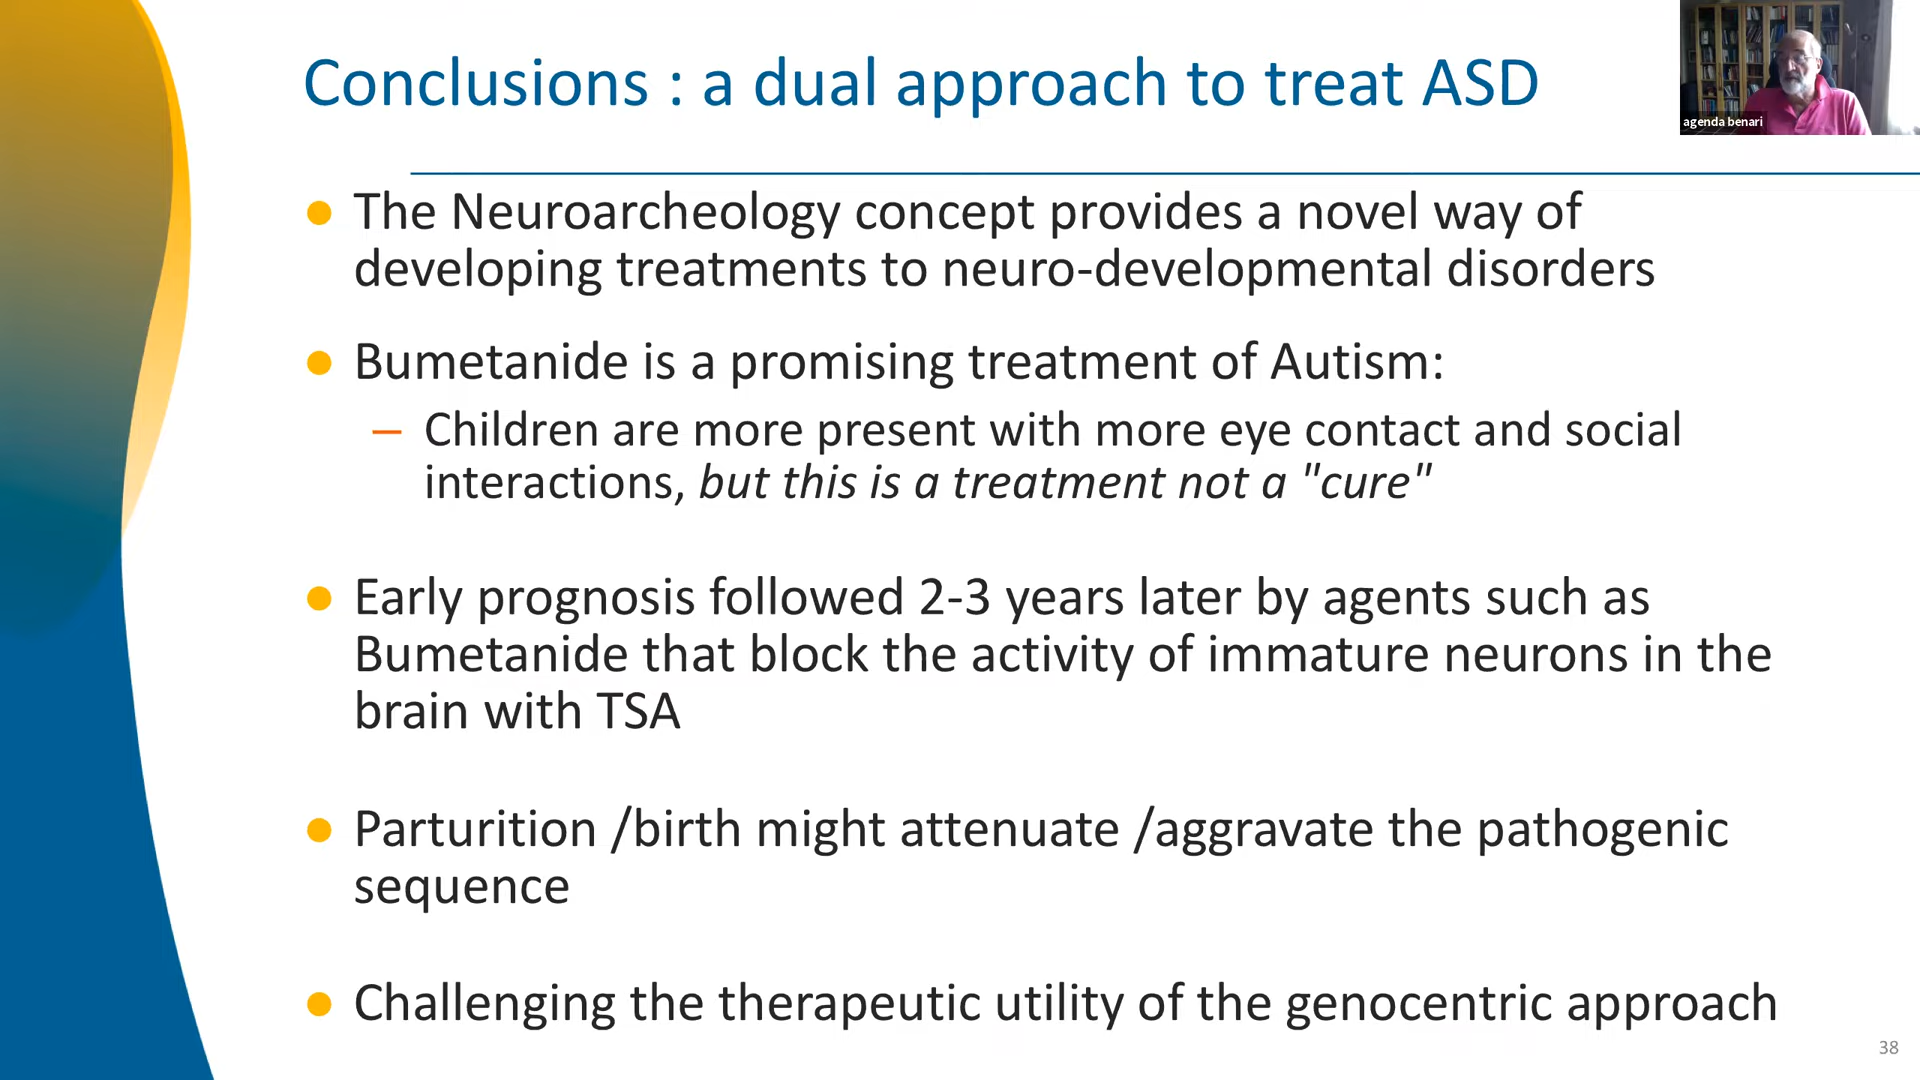 Conclusions : a dual approach to treat ASD
agenda benari
● The Neuroarcheology concept provides a novel way of
developing treatments to neuro-developmental disorders
● Bumetanide is a promising treatment of Autism:
– Children are more present with more eye contact and social
interactions, but this is a treatment not a "cure"
● Early prognosis followed 2-3 years later by agents such as
Bumetanide that block the activity of immature neurons in the
brain with TSA
● Parturition /birth might attenuate /aggravate the pathogenic
sequence
● Challenging the therapeutic utility of the genocentric approach
38